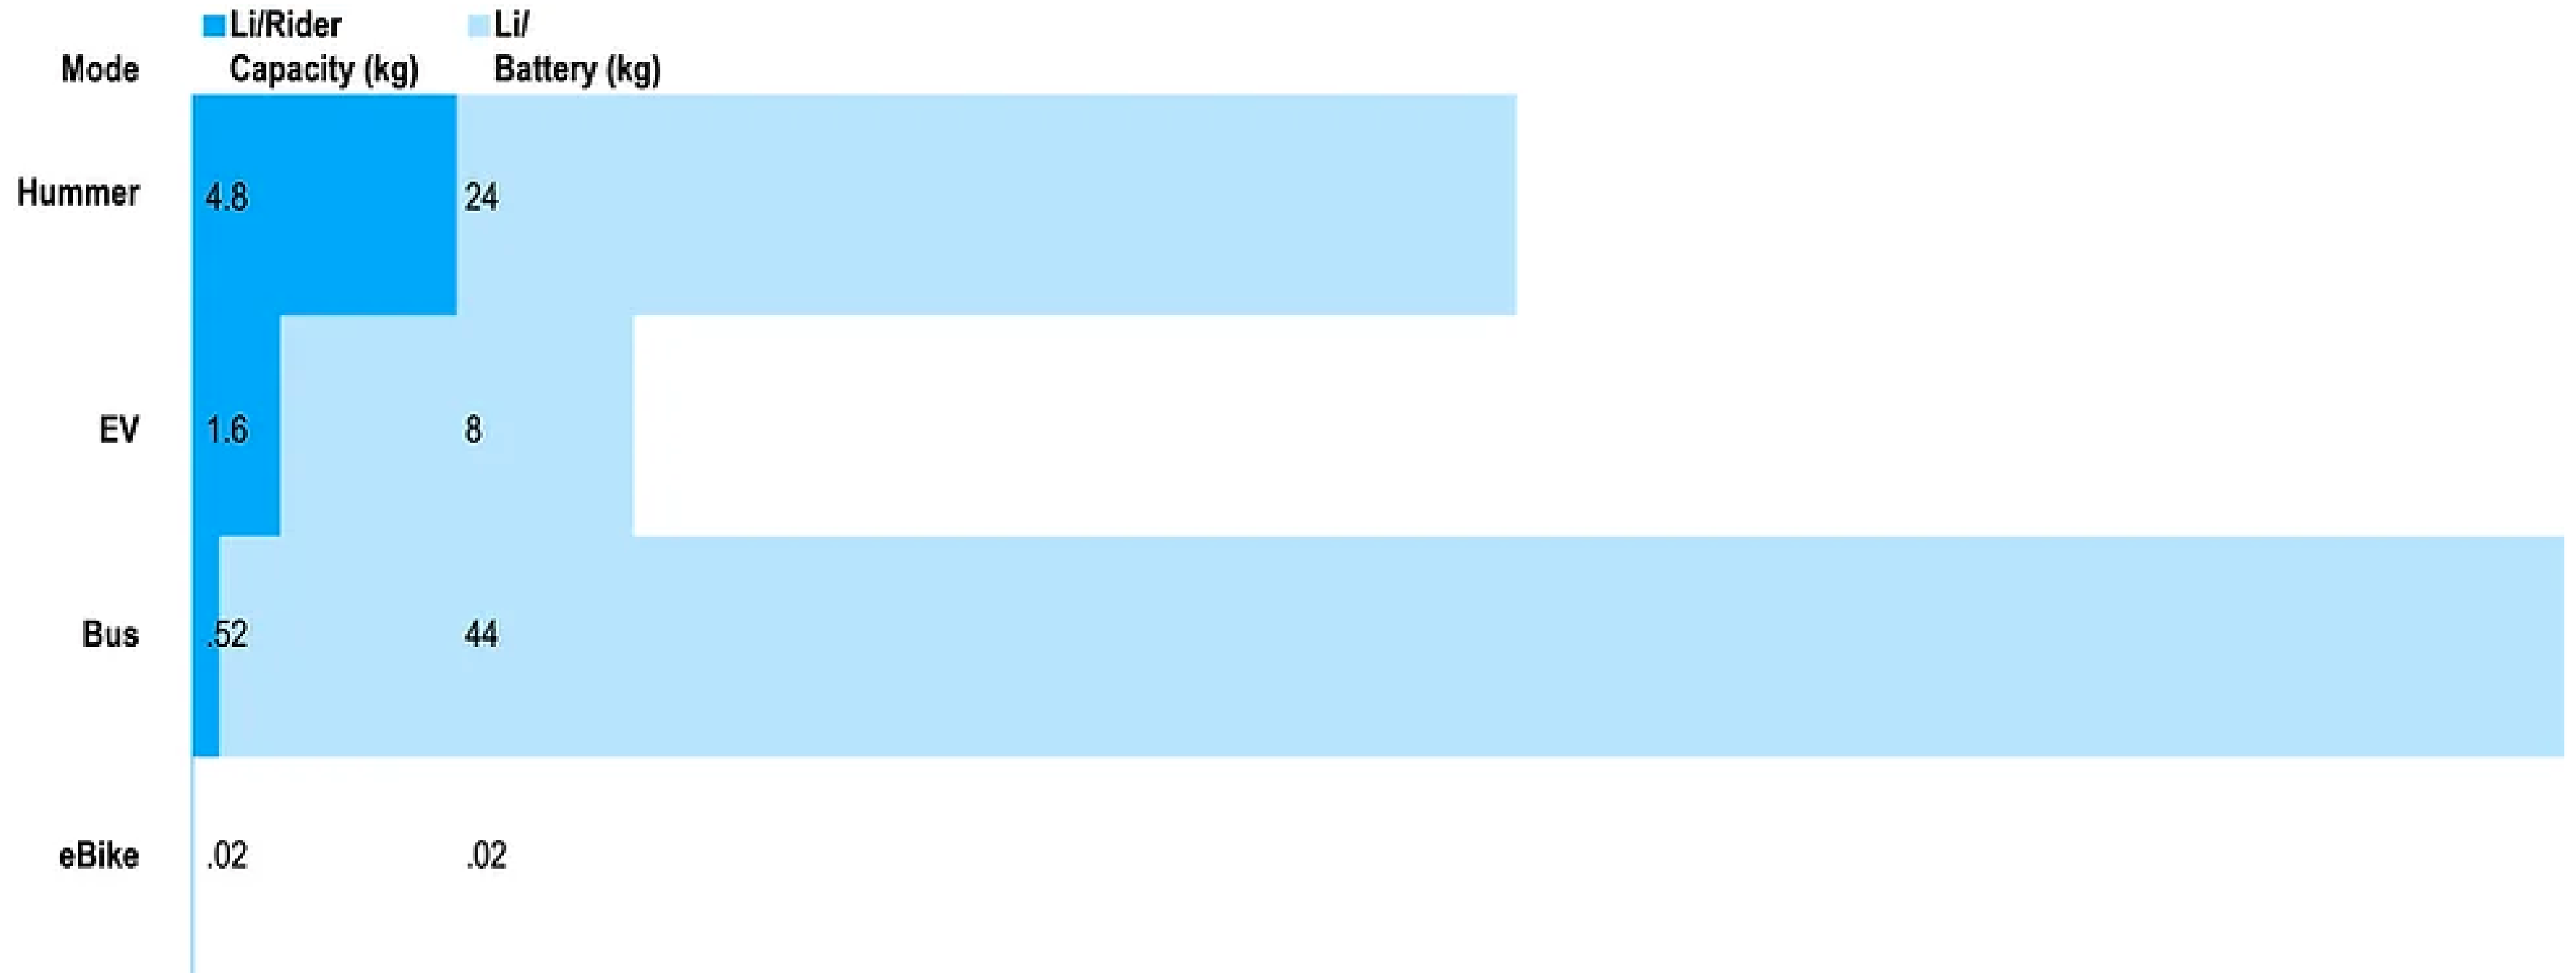 Mode
Li/Rider
Capacity (kg)
Li/
Battery (kg)
Hummer 4.8 24
EV 1.6 8
Bus .52 44
eBike .02 .02